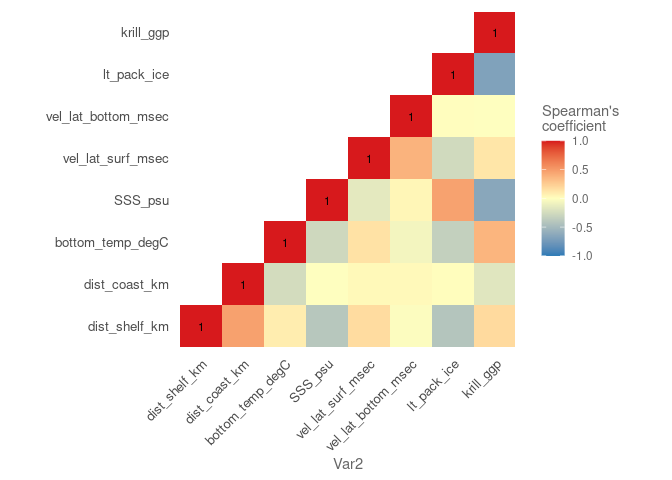 krill_ggp
1
lt_pack_ice
1
vel_lat_bottom_msec
1
vel_lat_surf_msec
1
SSS_psu
1
bottom_temp_degC
1
dist_coast_km
1
dist_shelf_km
1
dist_shelf_km
dist_coast_km
bottom_temp_degC
SSS_psu
vel_lat_surf_msec
vel_lat_bottom_msec
lt_pack_ice
krill_ggp
Var2
Spearman's
coefficient
1.0
0.5
0.0
-0.5
-1.0